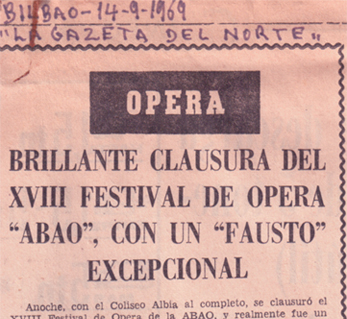 BILBAO-14-9-1969
"LA GAZETA DEL NORTE"
OPERA
BRILLANTE CLAUSURA DEL
XVIII FESTIVAL DE OPERA
"ABAO", CON UN "FAUSTO"
EXCEPCIONAL
Anoche, con el Coliseo Albia al completo, se clausuró el
XVIII Festival de Opera de la ABAO, y realmente fue un